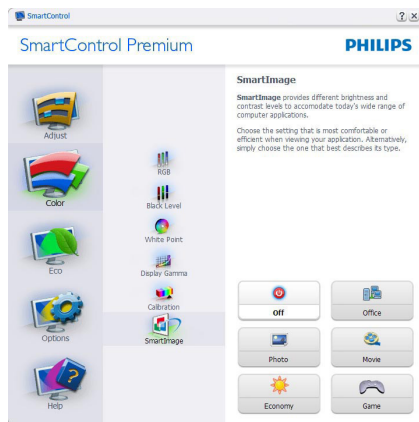 SmartControl
SmartControl Premium
PHILIPS
Adjust
Color
Eco
Options
Help
RGB
Black Level
White Point
Display Gamma
Calibration
SmartImage
SmartImage
SmartImage provides different brightness and
contrast levels to accomodate today's wide range of
computer applications.
Choose the setting that is most comfortable or
efficient when viewing your application. Alternatively,
simply choose the one that best describes its type.
Off
Office
Photo
Movie
Economy
Game